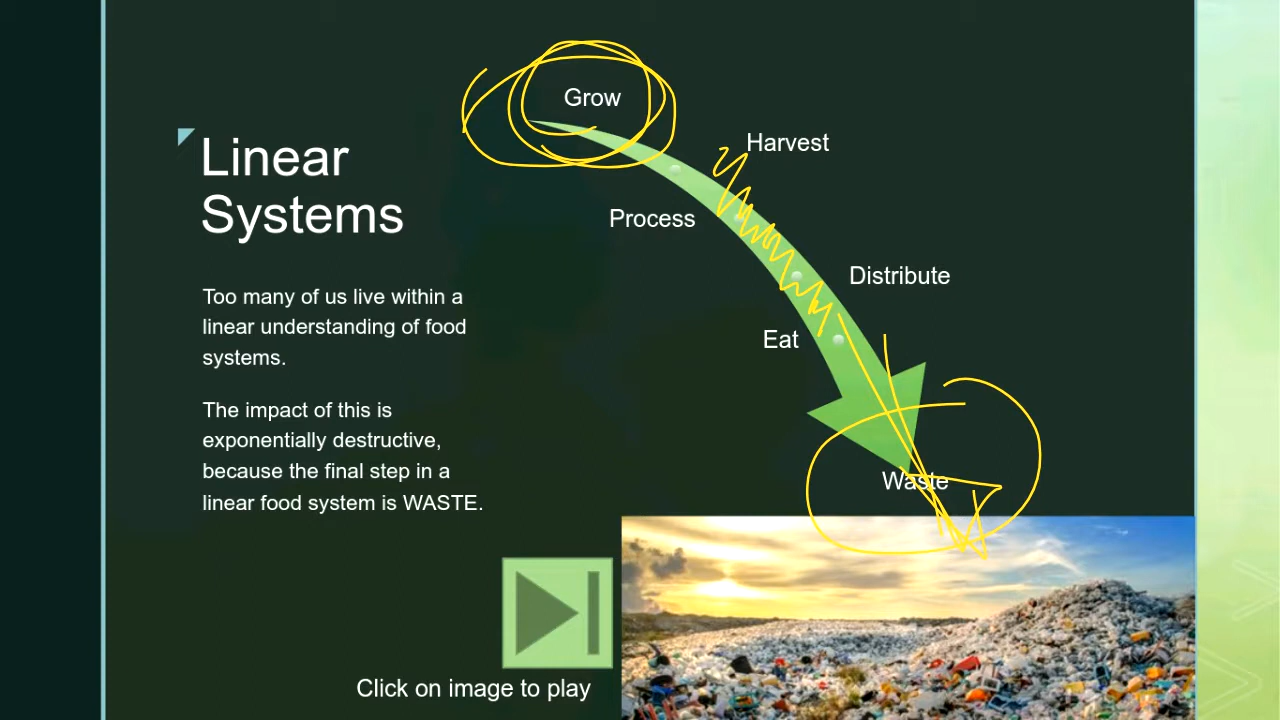 Linear
Systems
Too many of us live within a
linear understanding of food
systems.
The impact of this is
exponentially destructive,
because the final step in a
linear food system is WASTE.
Grow
Harvest
Process
Distribute
Eat
Waste
Click on image to play